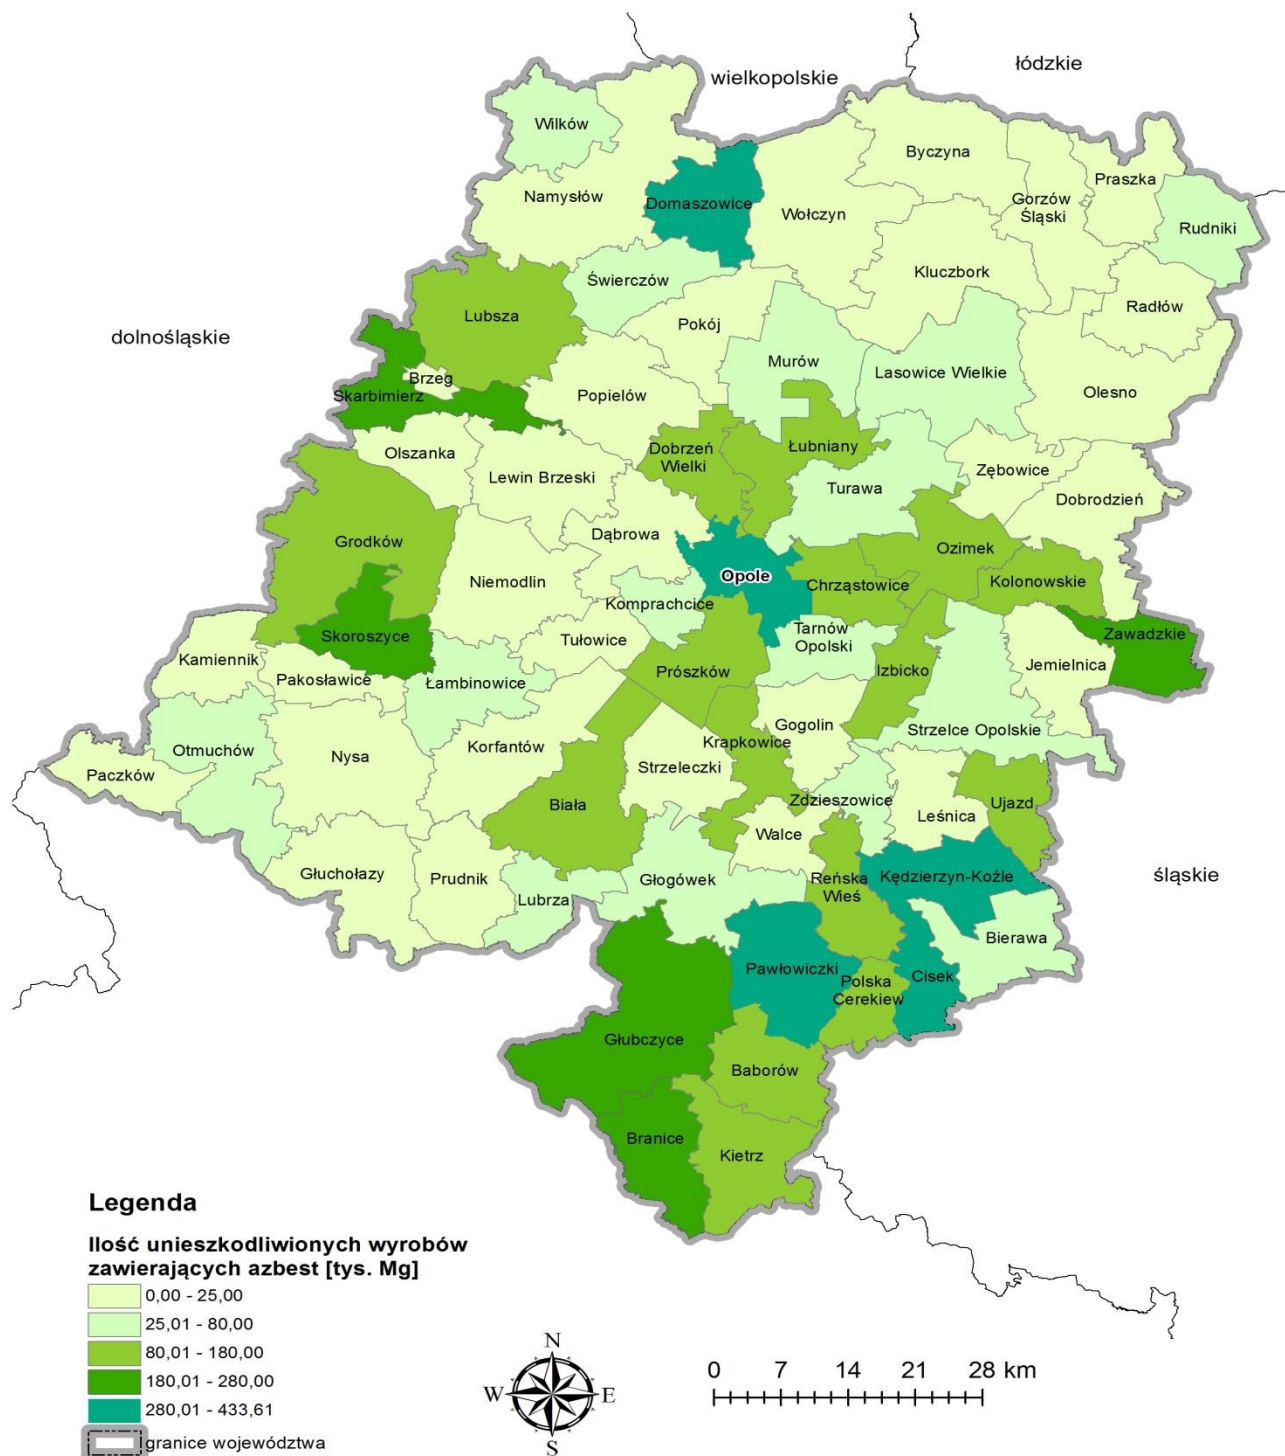 łódzkie
wielkopolskie
Wilków
Byczyna
Praszka
Namysłów
Domaszowice
Wołczyn
Gorzów
Śląski
Rudniki
Świerczów
Kluczbork
Radłów
Lubsza
Pokój
dolnośląskie
Murów
Lasowice Wielkie
Brzeg
Skarbimierz
Popielów
Olesno
Olszanka
Dobrzeń
Wielki
Łubniany
Lewin Brzeski
Zębowice
Turawa
Dobrodzień
Grodków
Dąbrowa
Ozimek
Niemodlin
Opole
Chrząstowice
Kolonowskie
Komprachcice
Skoroszyce
Tułowice
Tarnów
Opolski
Zawadzkie
Kamiennik
Pakosławice
Łambinowice
Prószków
Izbicko
Jemielnica
Otmuchów
Nysa
Korfantów
Gogolin
Krapkowice
Strzelce Opolskie
Paczków
Strzeleczki
Biała
Zdzieszowice
Ujazd
Leśnica
Walce
Głuchołazy
Prudnik
Głogówek
Reńska
Wieś
Kędzierzyn-Koźle
śląskie
Lubrza
Bierawa
Pawłowiczki
Polska
Cerekiew
Cisek
Głubczyce
Baborów
Branice
Kietrz
Legenda
Ilość unieszkodliwionych wyrobów
zawierających azbest [tys. Mg]
0,00 - 25,00
25,01 - 80,00
80,01 - 180,00
180,01 - 280,00
280,01 - 433,61
granice województwa
N
W E
S
0 7 14 21 28 km